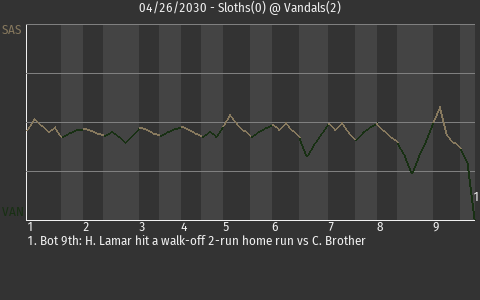 04/26/2030 - Sloths(0) @ Vandals(2)
SAS
VAN
1
1 2 3 4 5 6 7 8 9
1. Bot 9th: H. Lamar hit a walk-off 2-run home run vs C. Brother